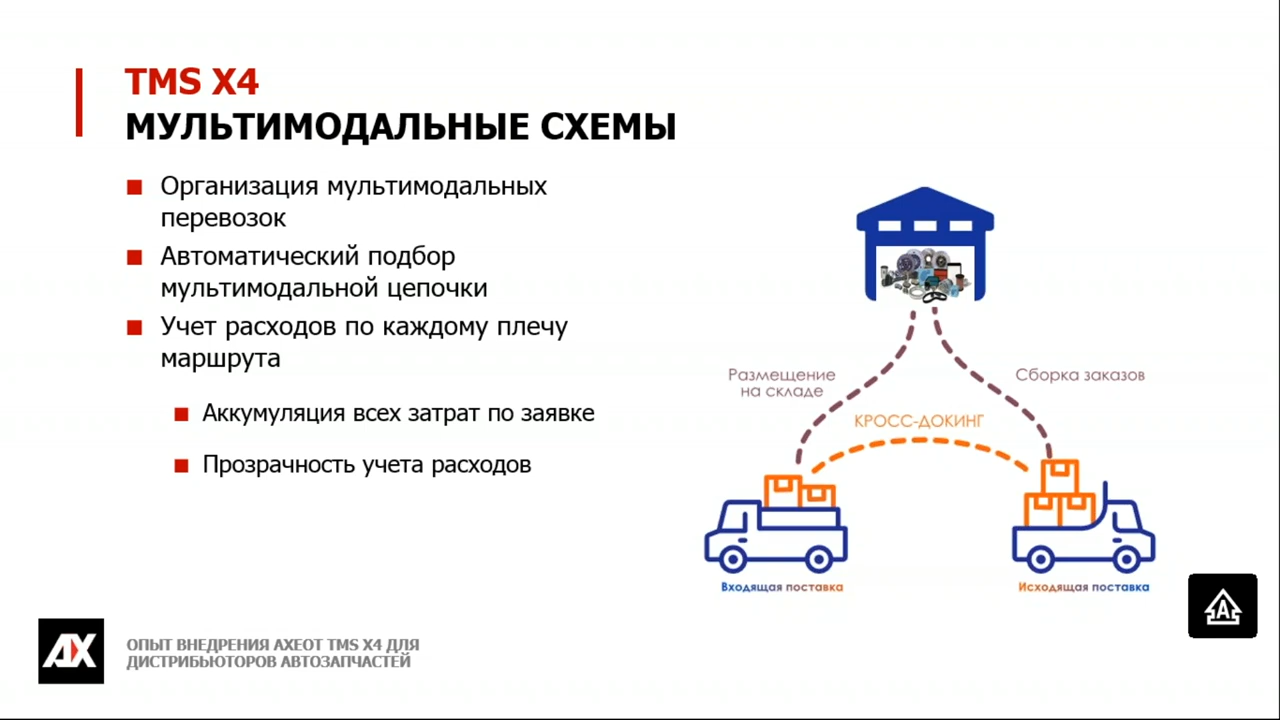 TMS X4
МУЛЬТИМОДАЛЬНЫЕ СХЕМЫ
Организация мультимодальных
перевозок
Автоматический подбор
мультимодальной цепочки
Учет расходов по каждому плечу
маршрута
Аккумуляция всех затрат по заявке
Прозрачность учета расходов
Размещение
на складе
Сборка заказов
КРОСС-ДОКИНГ
Входящая поставка
Исходящая поставка
A
AX
ОПЫТ ВНЕДРЕНИЯ AXEOT TMS X4 ДЛЯ
ДИСТРИБЬЮТОРОВ АВТОЗАПЧАСТЕЙ